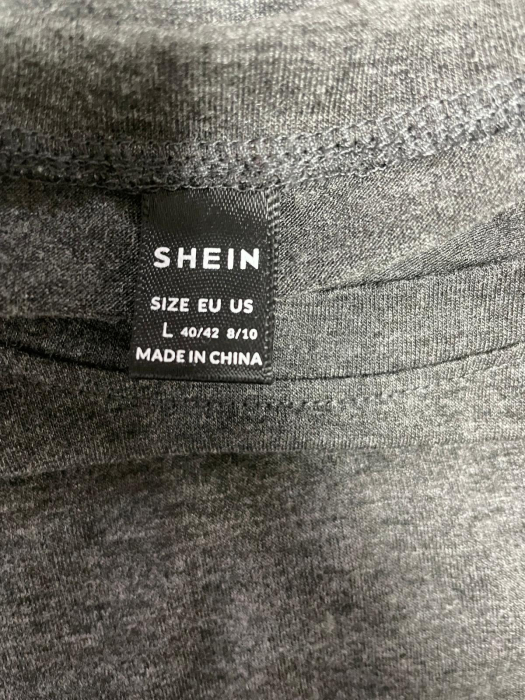 SHEIN
SIZE EU US
L 40/42 8/10
MADE IN CHINA